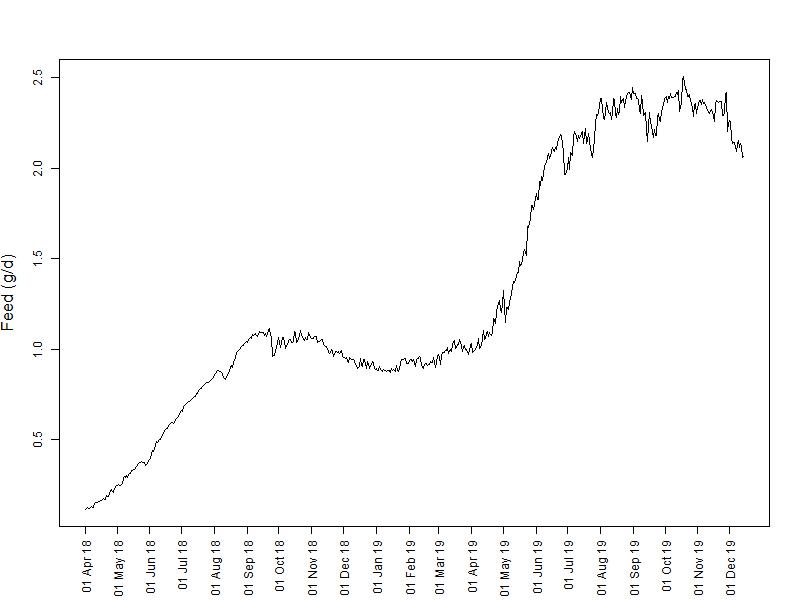 Feed (g/d)
2.5
2.0
1.5
1.0
0.5
01 Apr 18
01 May 18
01 Jun 18
01 Jul 18
01 Aug 18
01 Sep 18
01 Oct 18
01 Nov 18
01 Dec 18
01 Jan 19
01 Feb 19
01 Mar 19
01 Apr 19
01 May 19
01 Jun 19
01 Jul 19
01 Aug 19
01 Sep 19
01 Oct 19
01 Nov 19
01 Dec 19